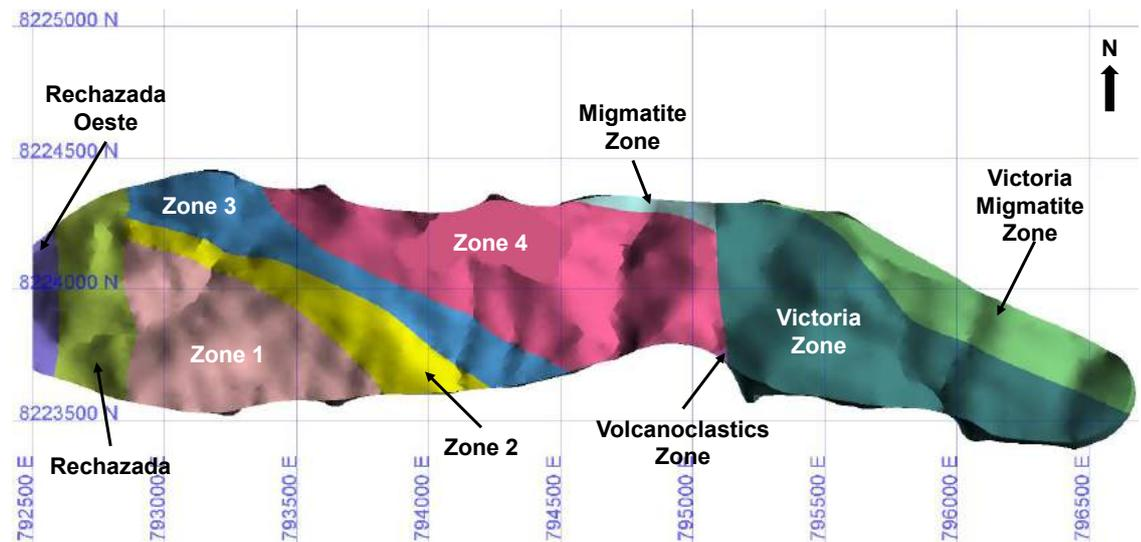 8225000 N
N
Rechazada
Oeste
Migmatite
Zone
8224500 N
Victoria
Migmatite
Zone
Zone 3
Zone 4
8224000 N
Victoria
Zone
Zone 1
8223500 N
Volcanoclastics
Zone
Zone 2
Rechazada
792500 E
793000 E
793500 E
794000 E
794500 E
795000 E
795500 E
796000 E
796500 E